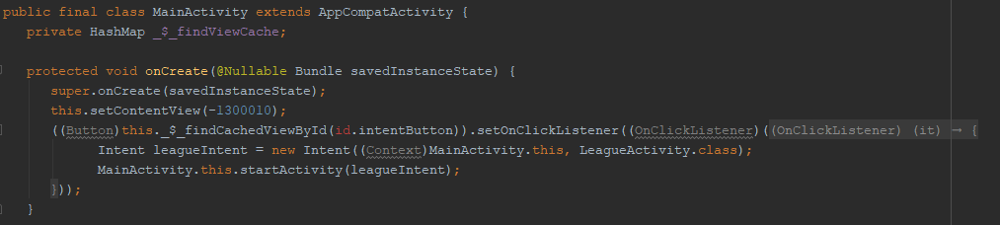 public final class MainActivity extends AppCompatActivity {
private HashMap _$_findViewCache;
protected void onCreate(@Nullable Bundle savedInstanceState) {
super.onCreate(savedInstanceState);
this.setContentView(-1300010);
((Button)this._$_findCachedViewById(id.intentButton)).setOnClickListener((OnClickListener)((OnClickListener) (it) → {
Intent leagueIntent = new Intent((Context)MainActivity.this, LeagueActivity.class);
MainActivity.this.startActivity(leagueIntent);
}));
}